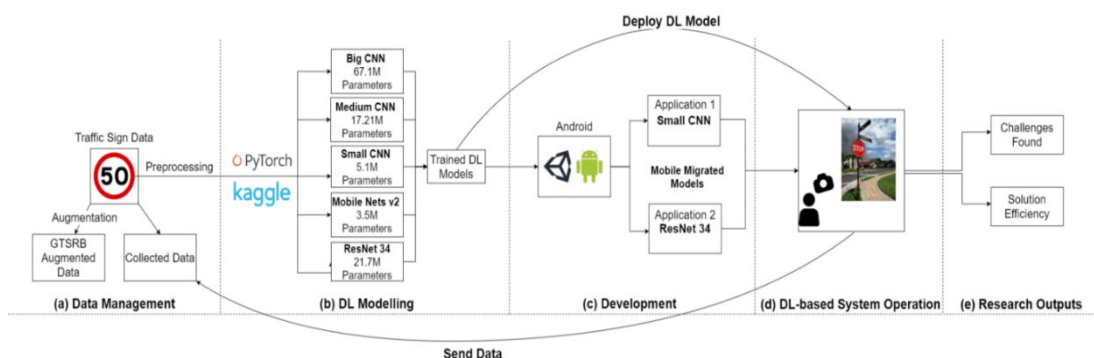 Deploy DL Model
Traffic Sign Data
50
Preprocessing
Augmentation
GTSRB
Augmented
Data
Collected Data
(a) Data Management
PyTorch
kaggle
Big CNN
67.1M
Parameters
Medium CNN
17.21M
Parameters
Small CNN
5.1M
Parameters
Mobile Nets v2
3.5M
Parameters
ResNet 34
21.7M
Parameters
(b) DL Modelling
Trained DL
Models
Android
Application 1
Small CNN
Mobile Migrated
Models
Application 2
ResNet 34
(c) Development
STOP
(d) DL-based System Operation
Challenges
Found
Solution
Efficiency
(e) Research Outputs
Send Data